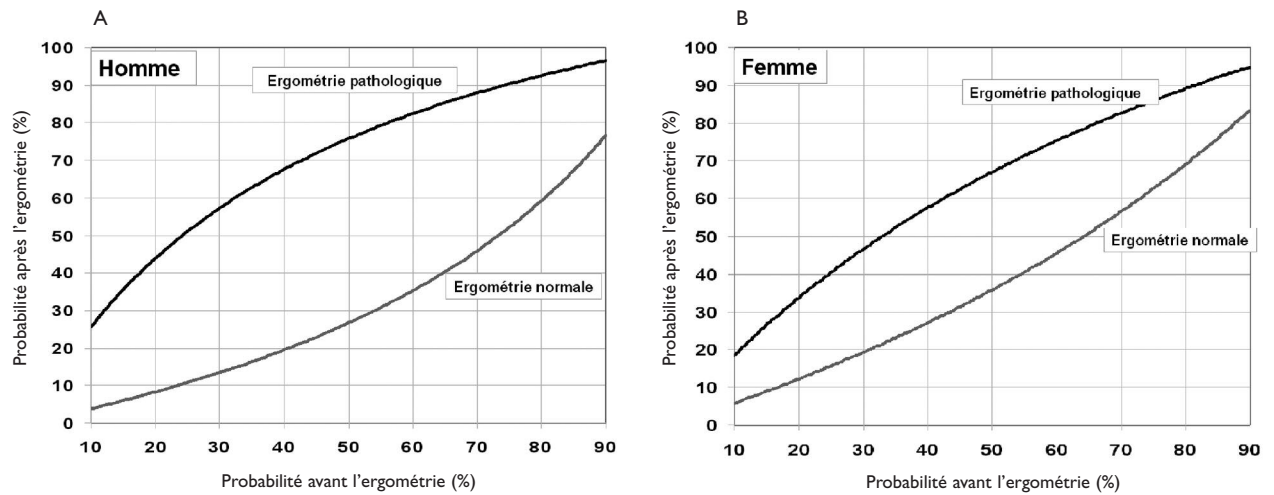 A
Homme
Ergométrie pathologique
Ergométrie normale
Probabilité après l'ergométrie (%)
100
90
80
70
60
50
40
30
20
10
0
10 20 30 40 50 60 70 80 90
Probabilité avant l'ergométrie (%)
B
Femme
Ergométrie pathologique
Ergométrie normale
Probabilité après l'ergométrie (%)
100
90
80
70
60
50
40
30
20
10
0
10 20 30 40 50 60 70 80 90
Probabilité avant l'ergométrie (%)